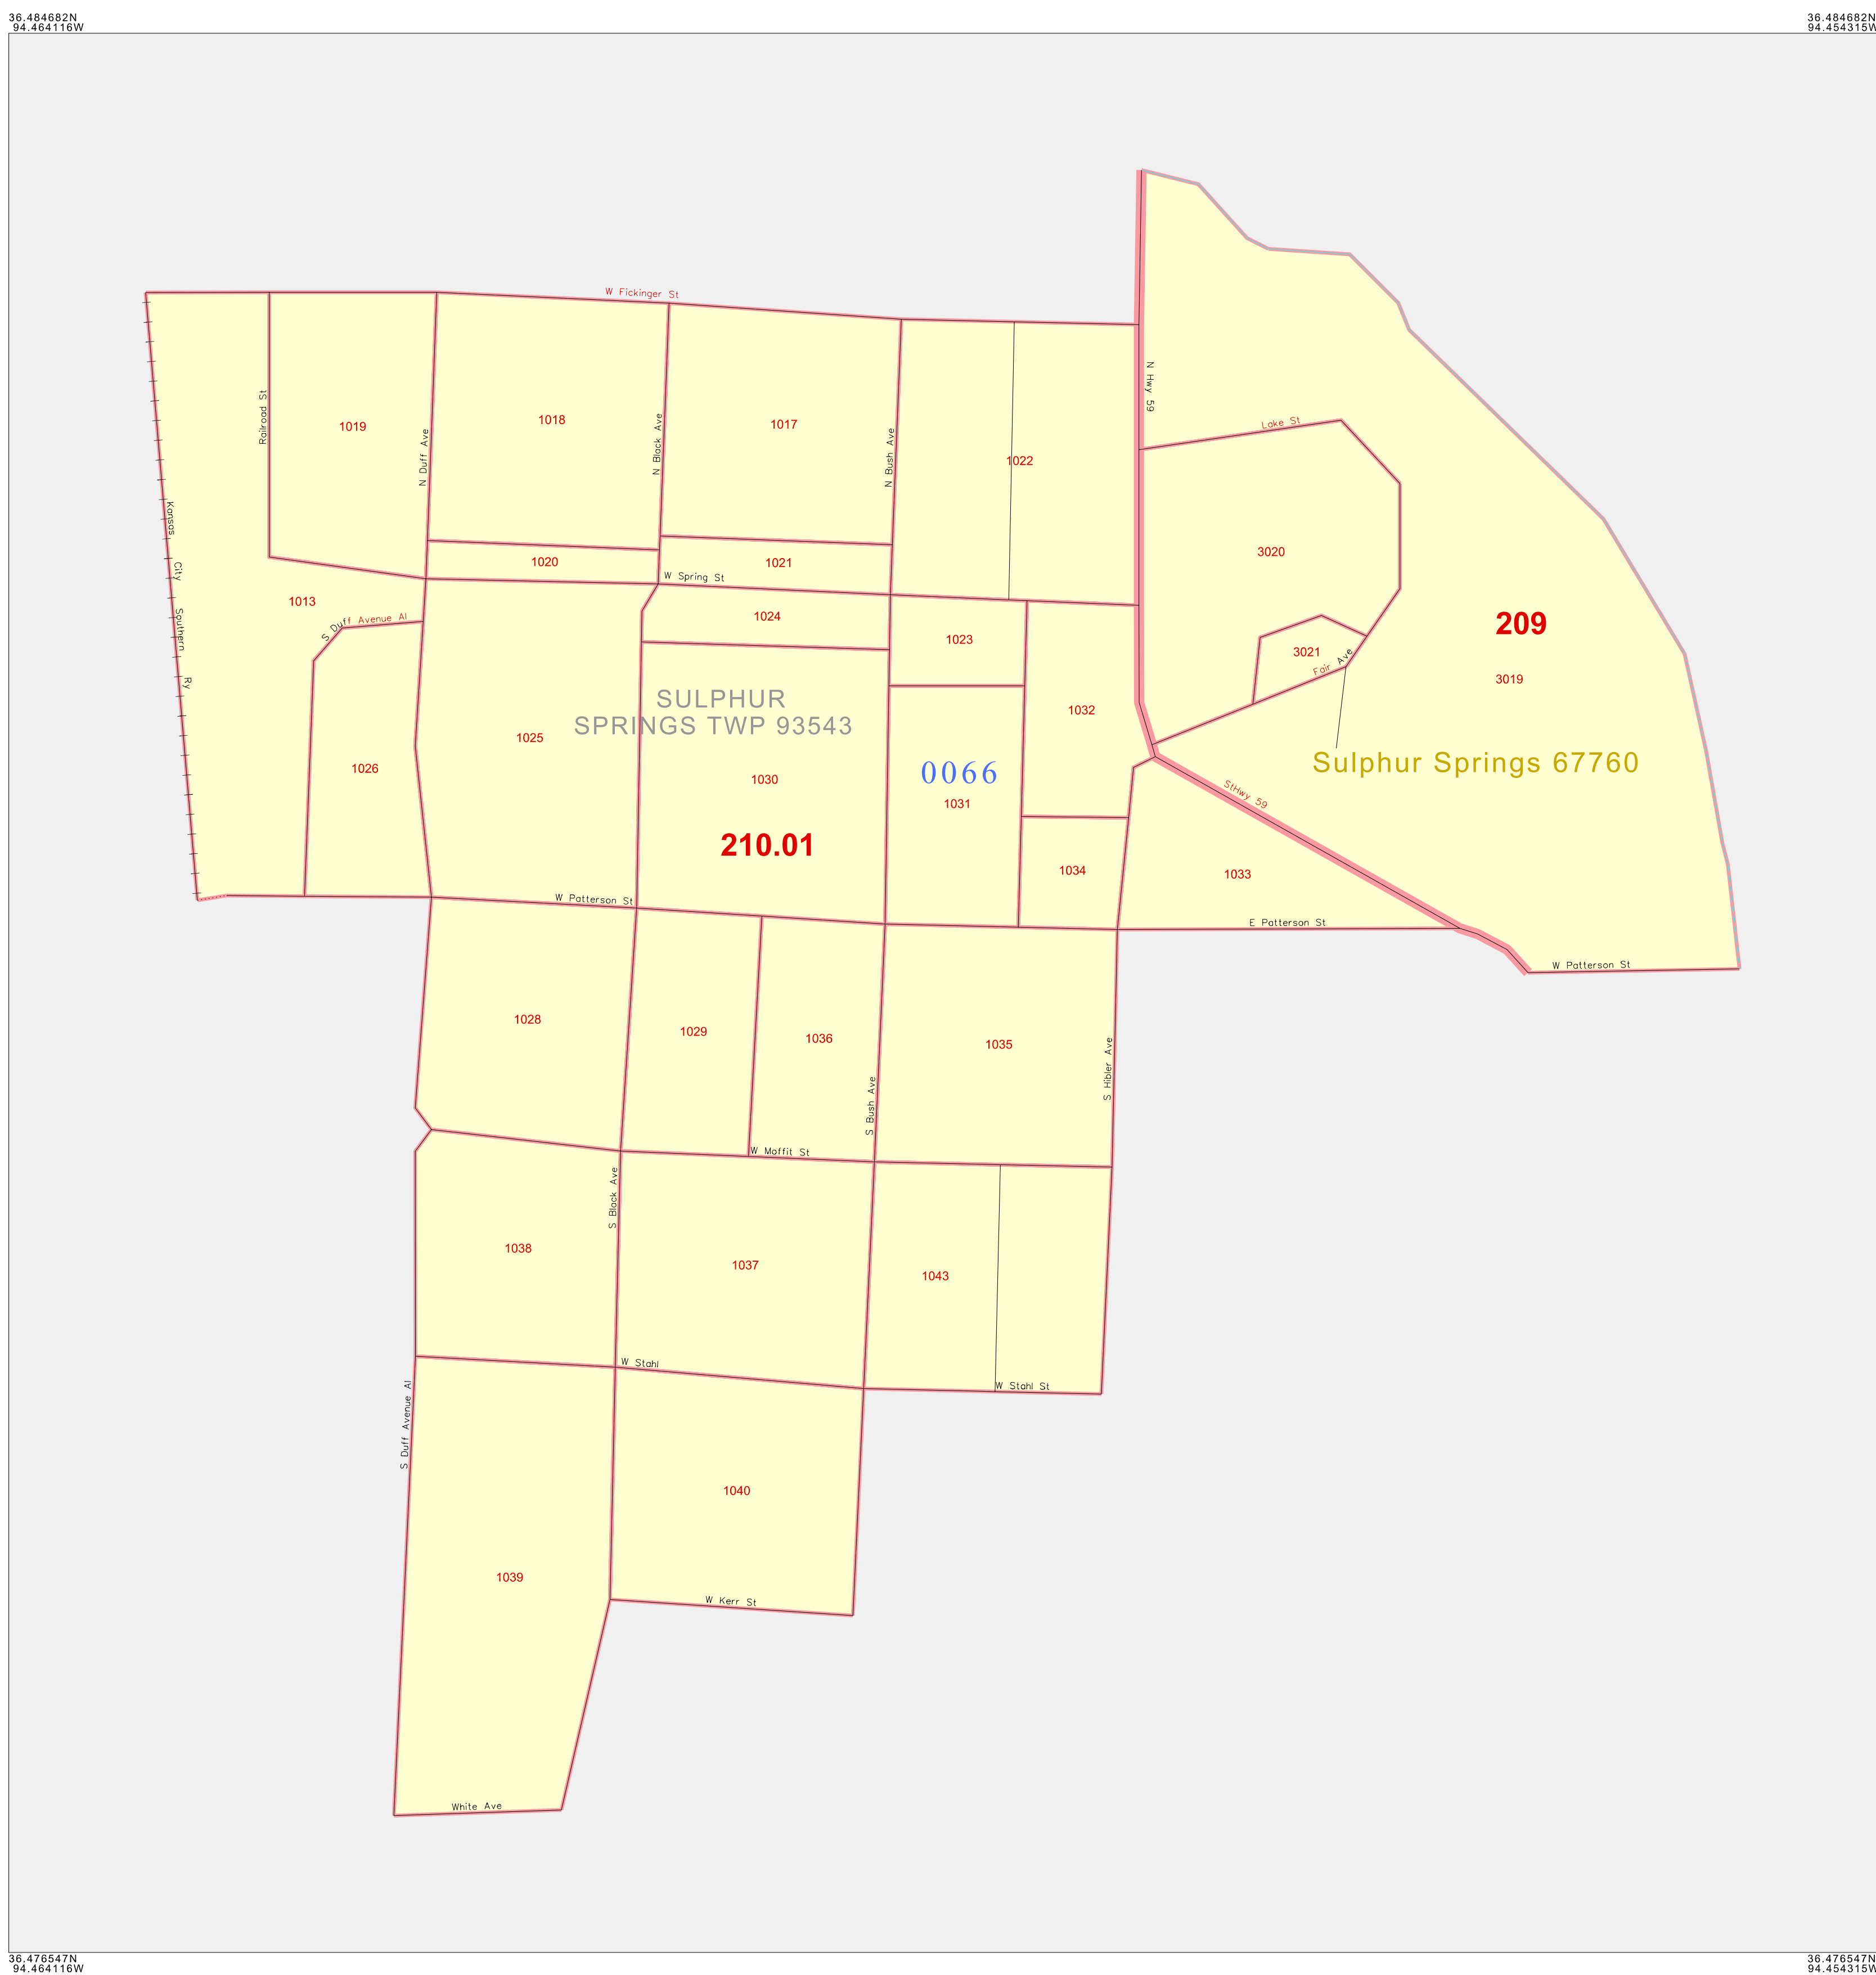 36.484682N
94.464116W
36.484682N
94.454315W
W Fickinger St
N Hwy 59
Railroad St
1019
N Duff Ave
1018
N Black Ave
1017
N Bush Ave
1022
Lake St
Kansas City Southern Ry
1020
1021
W Spring St
3020
1013
S Duff Avenue Al
1024
1023
209
3021
Fair Ave
3019
SULPHUR
SPRINGS TWP 93543
1032
1025
1026
1030
0066
1031
Sulphur Springs 67760
StHwy 59
210.01
1034
1033
W Patterson St
E Patterson St
W Patterson St
1028
1029
1036
1035
S Hibler Ave
S Bush Ave
W Moffit St
S Black Ave
1038
1037
1043
W Stahl
W Stahl St
S Duff Avenue Al
1040
1039
W Kerr St
White Ave
36.476547N
94.464116W
36.476547N
94.454315W